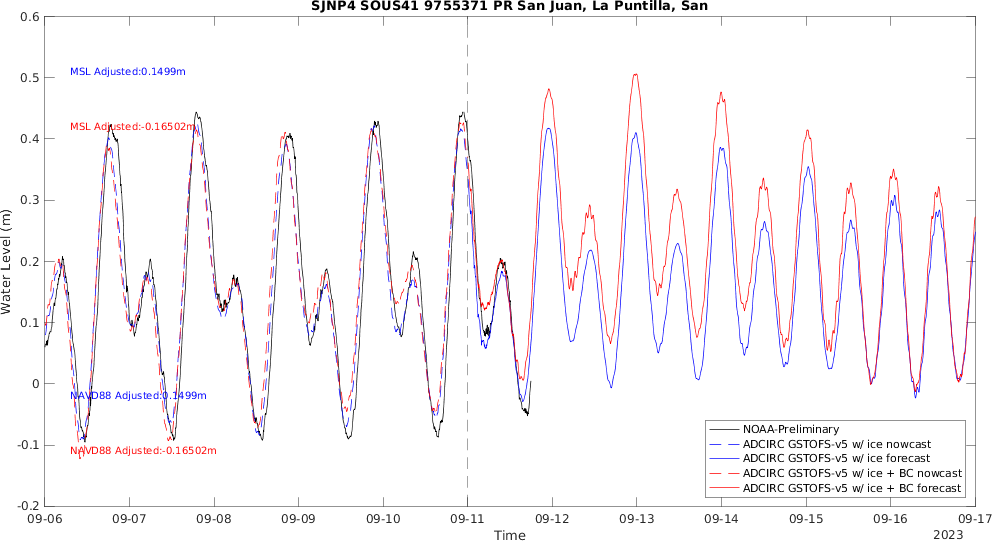 SJNP4 SOUS41 9755371 PR San Juan, La Puntilla, San
0.6
0.5
0.4
0.3
0.2
0.1
0
-0.1
-0.2
Water Level (m)
MSL Adjusted:0.1499m
MSL Adjusted:-0.16502m
NAVD88 Adjusted:0.1499m
NAVD88 Adjusted:-0.16502m
NOAA-Preliminary
ADCIRC GSTOFS-v5 w/ ice nowcast
ADCIRC GSTOFS-v5 w/ ice forecast
ADCIRC GSTOFS-v5 w/ ice + BC nowcast
ADCIRC GSTOFS-v5 w/ ice + BC forecast
09-06 09-07 09-08 09-09 09-10 09-11 09-12 09-13 09-14 09-15 09-16 09-17
Time
2023